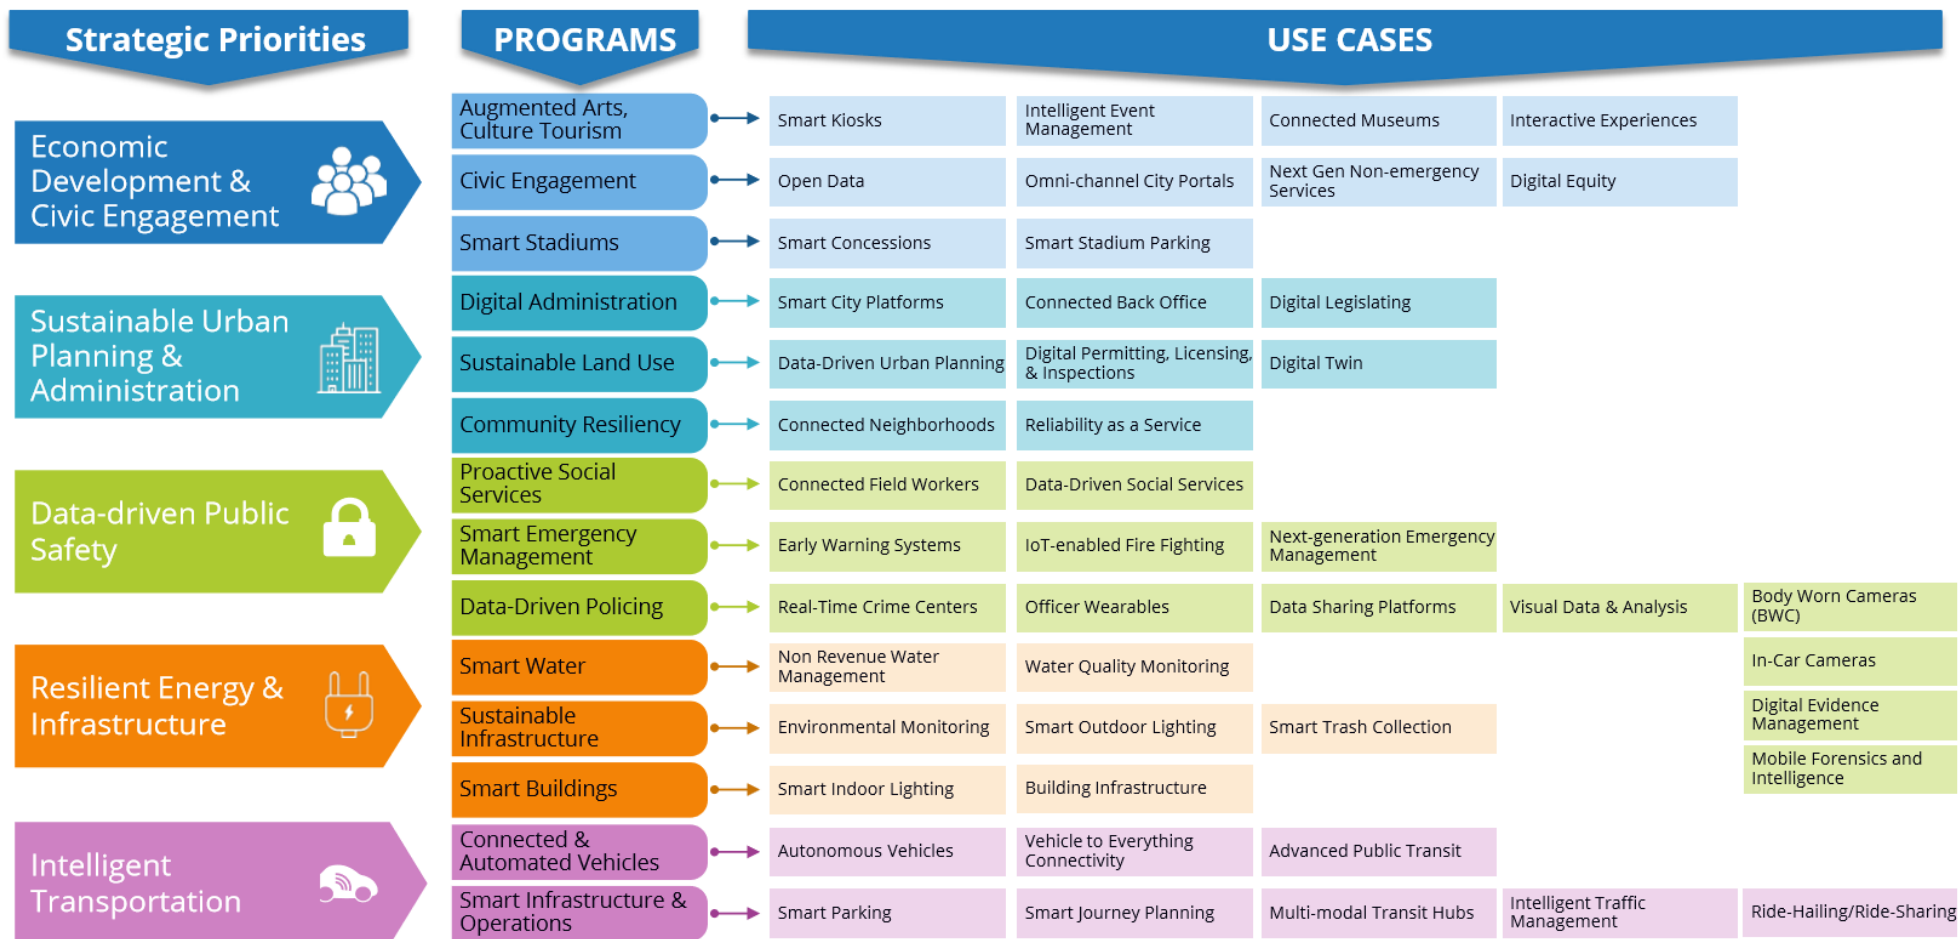 Strategic Priorities
PROGRAMS
USE CASES
Economic
Development &
Civic Engagement
Augmented Arts,
Culture Tourism
Smart Kiosks
Intelligent Event
Management
Connected Museums
Interactive Experiences
Civic Engagement
Open Data
Omni-channel City Portals
Next Gen Non-emergency
Services
Digital Equity
Smart Stadiums
Smart Concessions
Smart Stadium Parking
Sustainable Urban
Planning &
Administration
Digital Administration
Smart City Platforms
Connected Back Office
Digital Legislating
Sustainable Land Use
Data-Driven Urban Planning
Digital Permitting, Licensing,
& Inspections
Digital Twin
Community Resiliency
Connected Neighborhoods
Reliability as a Service
Data-driven Public
Safety
Proactive Social
Services
Connected Field Workers
Data-Driven Social Services
Smart Emergency
Management
Early Warning Systems
IoT-enabled Fire Fighting
Next-generation Emergency
Management
Data-Driven Policing
Real-Time Crime Centers
Officer Wearables
Data Sharing Platforms
Visual Data & Analysis
Body Worn Cameras
(BWC)
In-Car Cameras
Digital Evidence
Management
Mobile Forensics and
Intelligence
Resilient Energy &
Infrastructure
Smart Water
Non Revenue Water
Management
Water Quality Monitoring
Sustainable
Infrastructure
Environmental Monitoring
Smart Outdoor Lighting
Smart Trash Collection
Smart Buildings
Smart Indoor Lighting
Building Infrastructure
Intelligent
Transportation
Connected &
Automated Vehicles
Autonomous Vehicles
Vehicle to Everything
Connectivity
Advanced Public Transit
Smart Infrastructure &
Operations
Smart Parking
Smart Journey Planning
Multi-modal Transit Hubs
Intelligent Traffic
Management
Ride-Hailing/Ride-Sharing